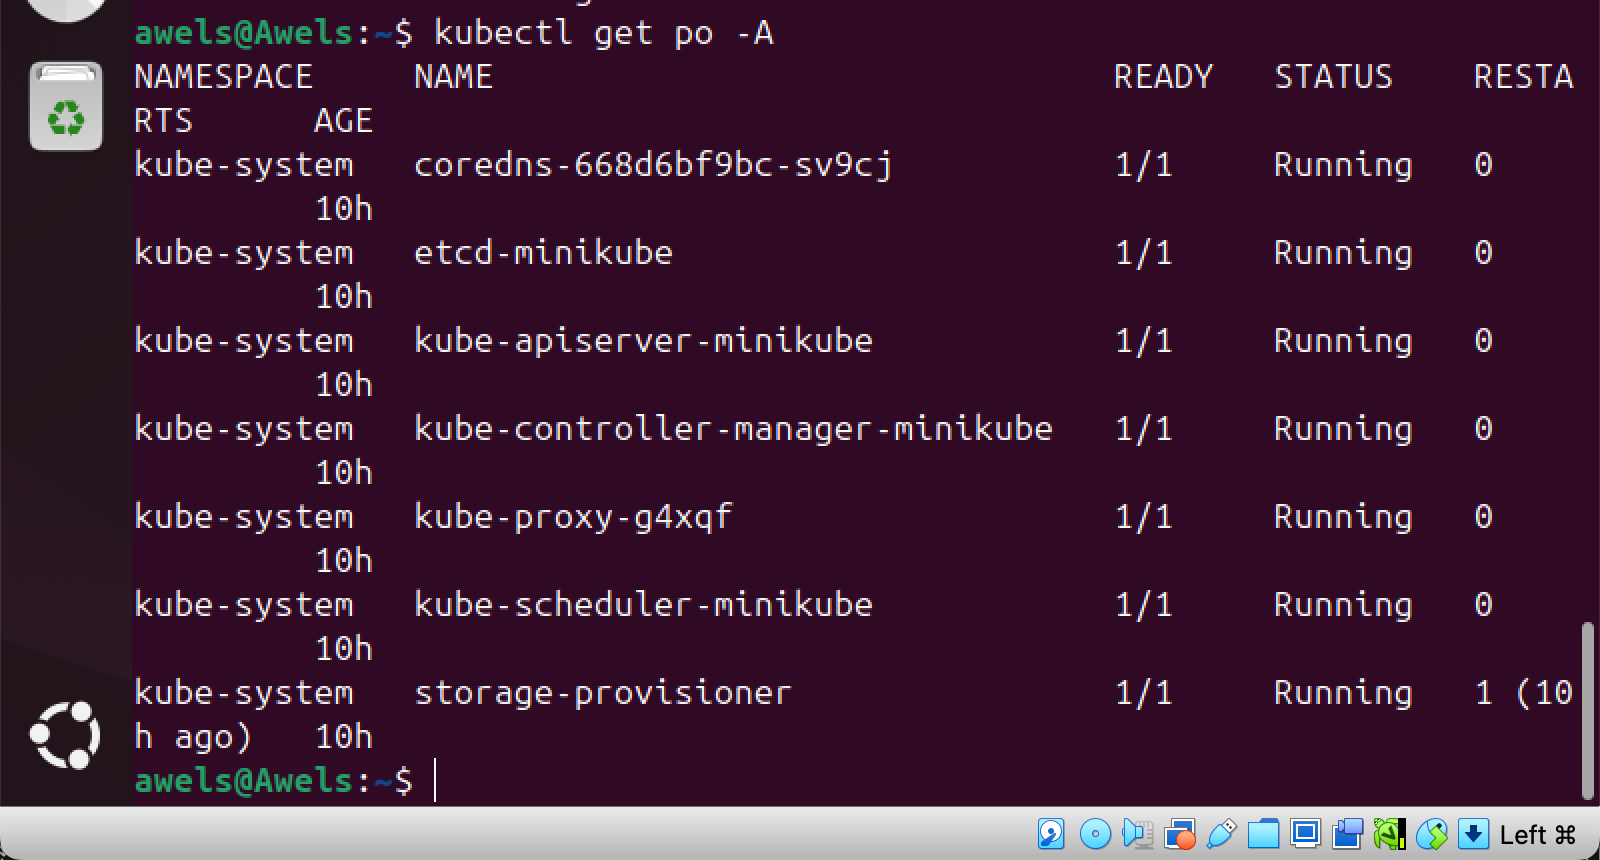 awels@Awels:~$ kubectl get po -A
NAMESPACE     NAME                               READY   STATUS    RESTA
RTS      AGE
kube-system   coredns-668d6bf9bc-sv9cj           1/1     Running   0
         10h
kube-system   etcd-minikube                      1/1     Running   0
         10h
kube-system   kube-apiserver-minikube            1/1     Running   0
         10h
kube-system   kube-controller-manager-minikube   1/1     Running   0
         10h
kube-system   kube-proxy-g4xqf                   1/1     Running   0
         10h
kube-system   kube-scheduler-minikube            1/1     Running   0
         10h
kube-system   storage-provisioner                1/1     Running   1 (10
h ago)   10h
awels@Awels:~$
Left ⌘